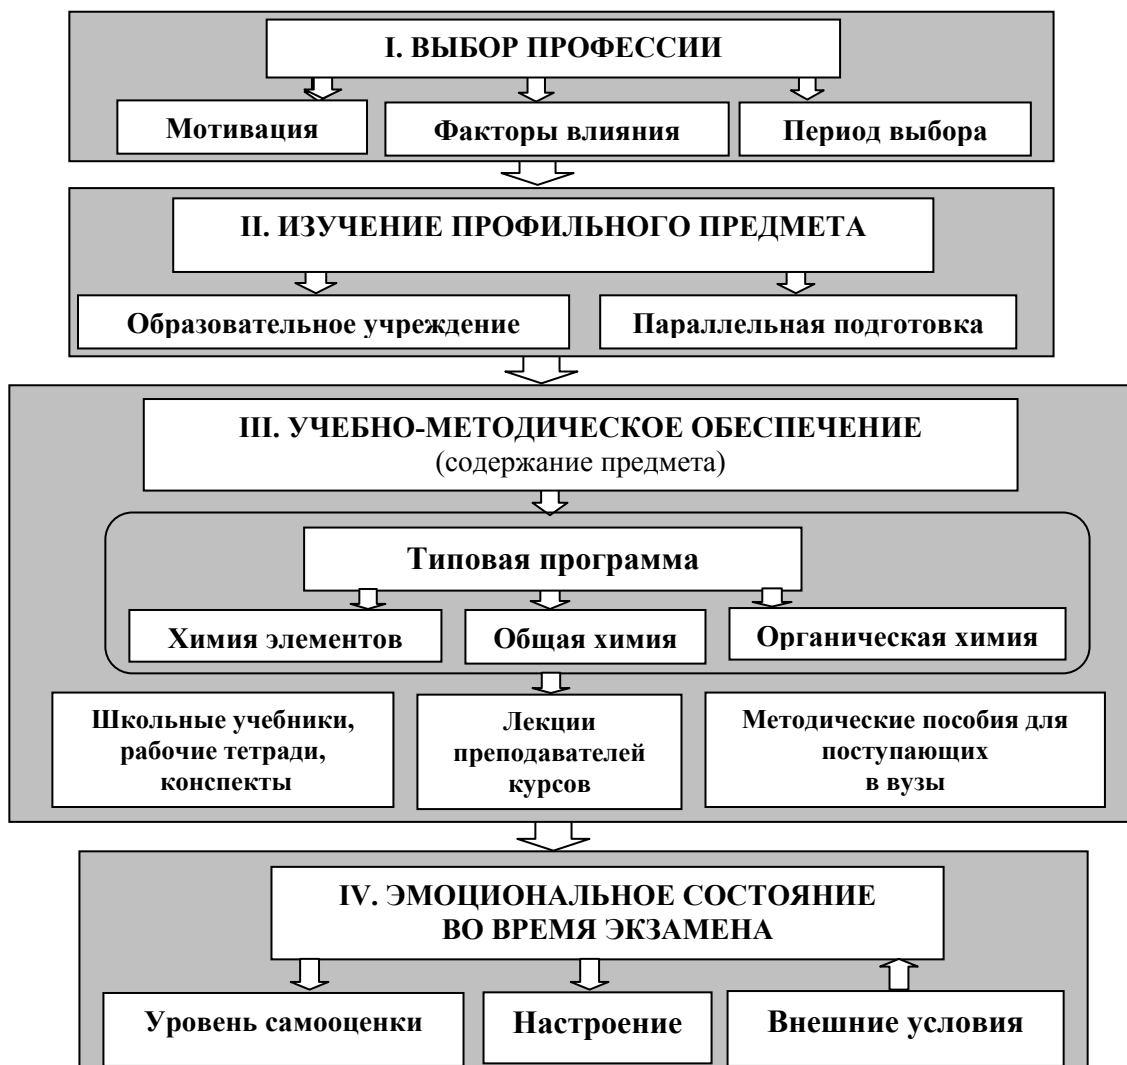 I. ВЫБОР ПРОФЕССИИ
Мотивация
Факторы влияния
Период выбора
II. ИЗУЧЕНИЕ ПРОФИЛЬНОГО ПРЕДМЕТА
Образовательное учреждение
Параллельная подготовка
III. УЧЕБНО-МЕТОДИЧЕСКОЕ ОБЕСПЕЧЕНИЕ
(содержание предмета)
Типовая программа
Химия элементов
Общая химия
Органическая химия
Школьные учебники,
рабочие тетради,
конспекты
Лекции
преподавателей
курсов
Методические пособия для
поступающих
в вузы
IV. ЭМОЦИОНАЛЬНОЕ СОСТОЯНИЕ
ВО ВРЕМЯ ЭКЗАМЕНА
Уровень самооценки
Настроение
Внешние условия